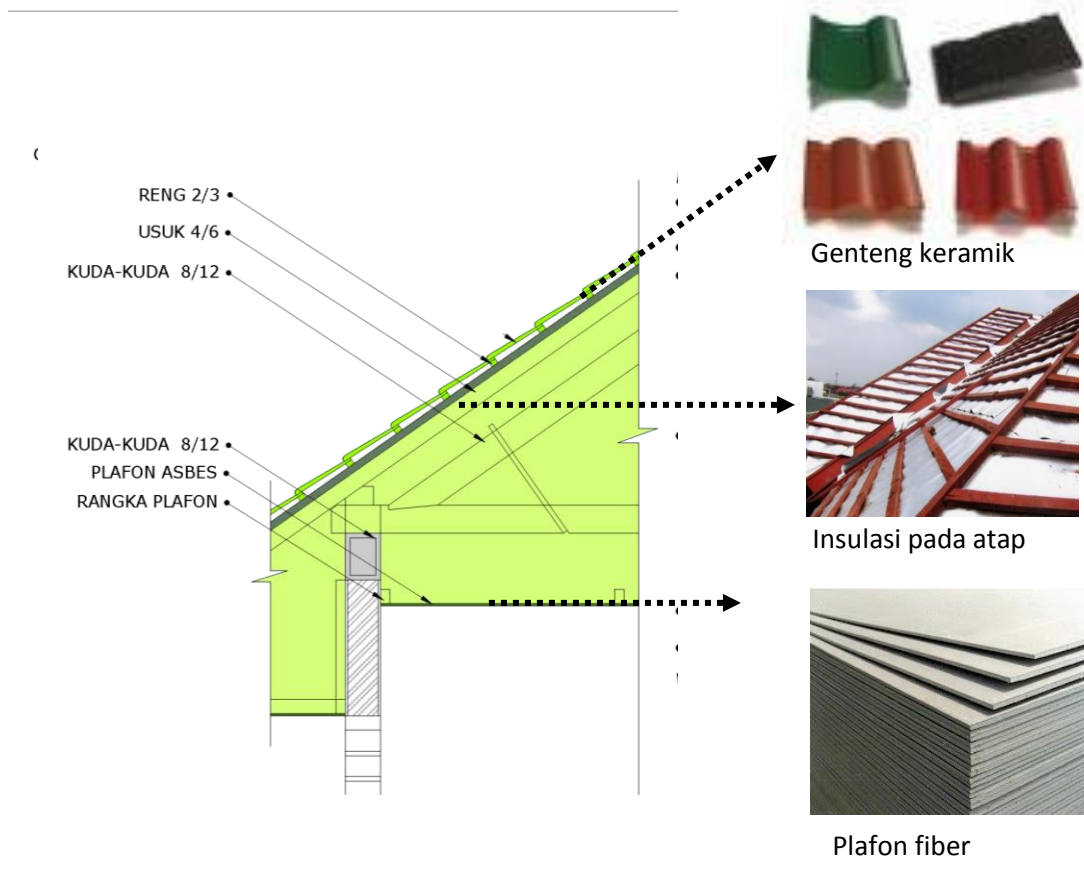 RENG 2/3
USUK 4/6
KUDA-KUDA 8/12
KUDA-KUDA 8/12
PLAFON ASBES
RANGKA PLAFON
Genteng keramik
Insulasi pada atap
Plafon fiber